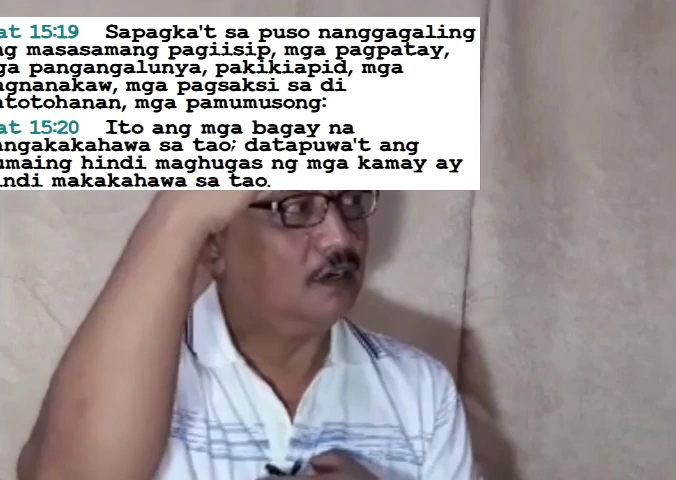 at 15:19 Sapagka't sa puso nanggagaling
ng masasamang pagiisip, mga pagpatay,
ga pangangalunya, pakikiapid, mga
agnanakaw, mga pagsaksi sa di
atotohanan, mga pamumusong:
at 15:20 Ito ang mga bagay na
angakakahawa sa tao; datapuwa't ang
umaing hindi maghugas ng mga kamay ay
indi makakahawa sa tao.